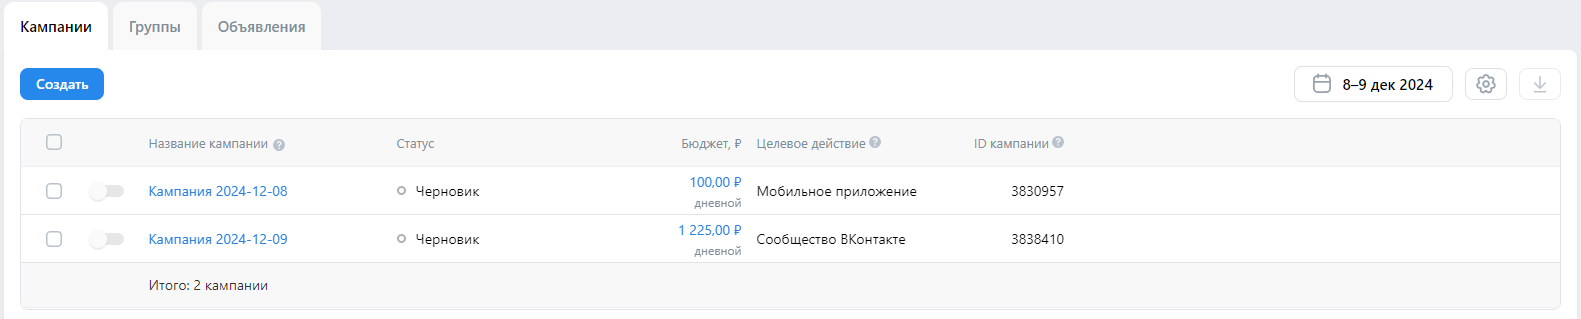 Кампании Группы Объявления
Создать 8–9 дек 2024
Название кампании Статус Бюджет, ₽ Целевое действие ID кампании
Кампания 2024-12-08 Черновик 100,00 ₽ Мобильное приложение 3830957
дневной
Кампания 2024-12-09 Черновик 1 225,00 ₽ Сообщество ВКонтакте 3838410
дневной
Итого: 2 кампании